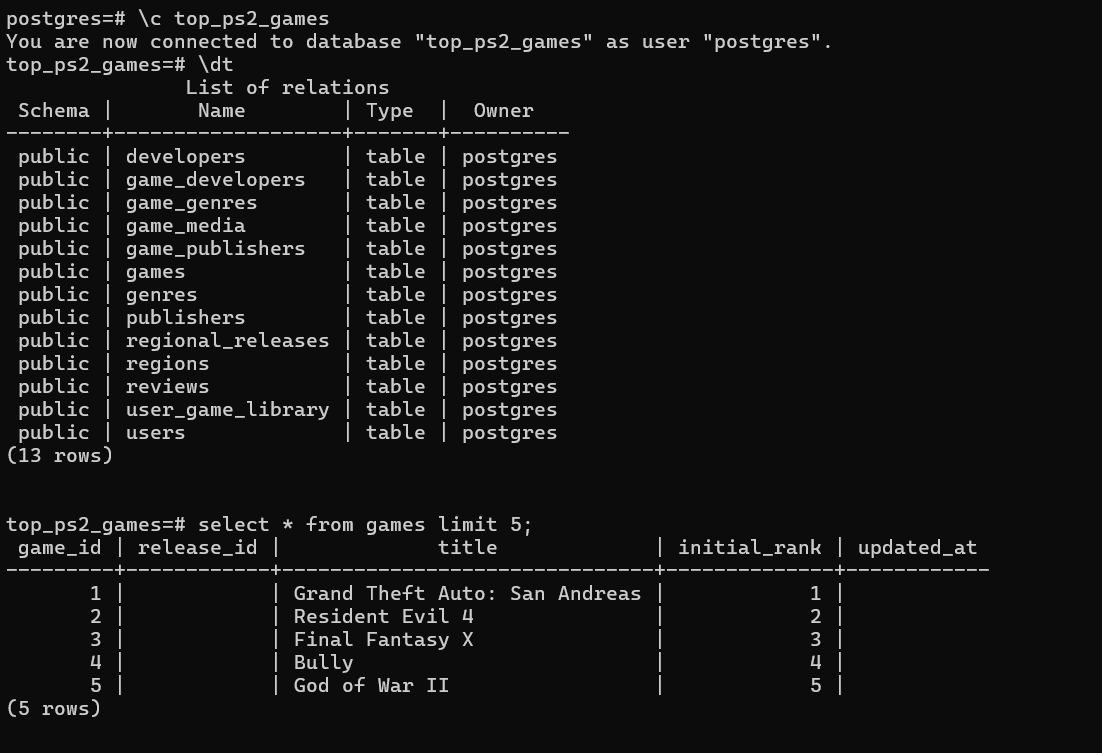 postgres=# \c top_ps2_games
You are now connected to database "top_ps2_games" as user "postgres".
top_ps2_games=# \dt
               List of relations
 Schema |       Name        | Type  |  Owner
--------+-------------------+-------+----------
 public | developers        | table | postgres
 public | game_developers   | table | postgres
 public | game_genres       | table | postgres
 public | game_media        | table | postgres
 public | game_publishers   | table | postgres
 public | games             | table | postgres
 public | genres            | table | postgres
 public | publishers        | table | postgres
 public | regional_releases | table | postgres
 public | regions           | table | postgres
 public | reviews           | table | postgres
 public | user_game_library | table | postgres
 public | users             | table | postgres
(13 rows)

top_ps2_games=# select * from games limit 5;
 game_id | release_id |             title             | initial_rank | updated_at
---------+------------+-------------------------------+--------------+------------
       1 |            | Grand Theft Auto: San Andreas |            1 |
       2 |            | Resident Evil 4               |            2 |
       3 |            | Final Fantasy X               |            3 |
       4 |            | Bully                         |            4 |
       5 |            | God of War II                 |            5 |
(5 rows)